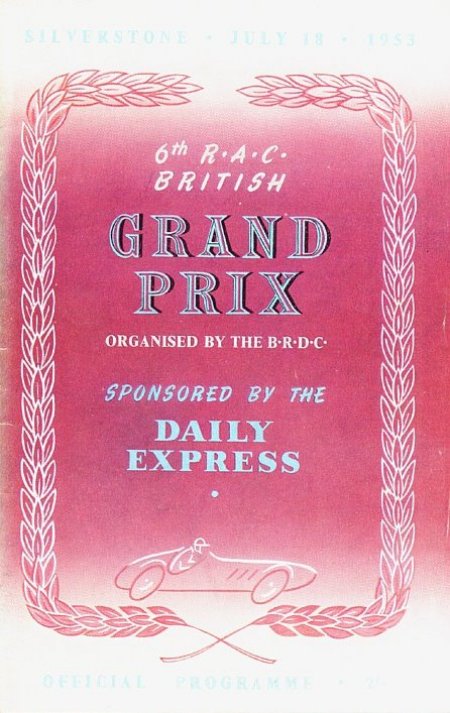 SILVERSTONE · JULY 18 · 1953
6th R·A·C·
BRITISH
GRAND
PRIX
ORGANISED BY THE B·R·D·C·
SPONSORED BY THE
DAILY
EXPRESS
OFFICIAL PROGRAMME · 2/-